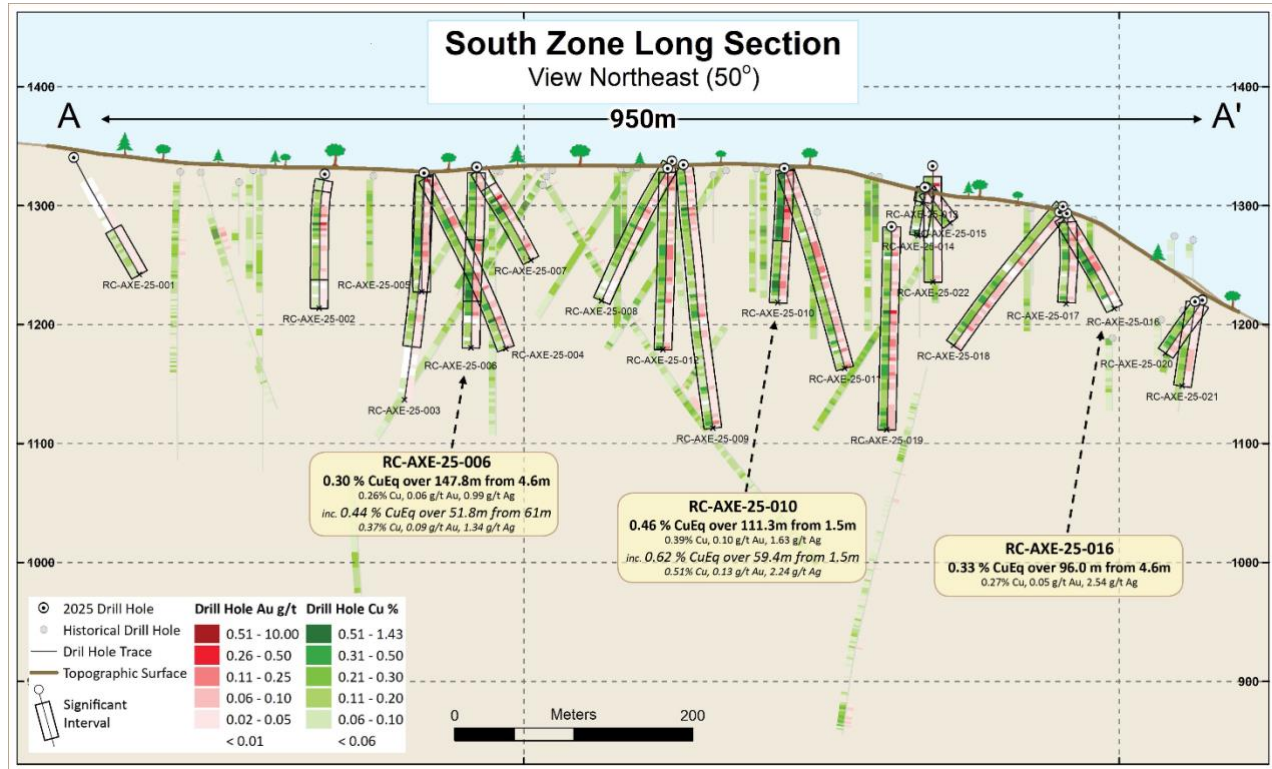 South Zone Long Section
View Northeast (50°)
1400
1400
A
950m
A'
1300
1300
RC-AXE-25-013
RC-AXE-25-015
RC-AXE-25-014
RC-AXE-25-001
RC-AXE-25-002
RC-AXE-25-005
RC-AXE-25-007
RC-AXE-25-008
RC-AXE-25-010
RC-AXE-25-022
RC-AXE-25-017
RC-AXE-25-016
1200
1200
RC-AXE-25-006
RC-AXE-25-004
RC-AXE-25-012
RC-AXE-25-011
RC-AXE-25-018
RC-AXE-25-020
RC-AXE-25-003
RC-AXE-25-021
RC-AXE-25-009
RC-AXE-25-019
1100
1100
RC-AXE-25-006
0.30 % CuEq over 147.8m from 4.6m
0.26% Cu, 0.06 g/t Au, 0.99 g/t Ag
inc. 0.44 % CuEq over 51.8m from 61m
0.37% Cu, 0.09 g/t Au, 1.34 g/t Ag
RC-AXE-25-010
0.46 % CuEq over 111.3m from 1.5m
0.39% Cu, 0.10 g/t Au, 1.63 g/t Ag
inc. 0.62 % CuEq over 59.4m from 1.5m
0.51% Cu, 0.13 g/t Au, 2.24 g/t Ag
RC-AXE-25-016
0.33 % CuEq over 96.0 m from 4.6m
0.27% Cu, 0.05 g/t Au, 2.54 g/t Ag
1000
1000
900
2025 Drill Hole
Historical Drill Hole
Dril Hole Trace
Topographic Surface
Significant
Interval
Drill Hole Au g/t
0.51 - 10.00
0.26 - 0.50
0.11 - 0.25
0.06 - 0.10
0.02 - 0.05
< 0.01
Drill Hole Cu %
0.51 - 1.43
0.31 - 0.50
0.21 - 0.30
0.11 - 0.20
0.06 - 0.10
< 0.06
0 Meters 200